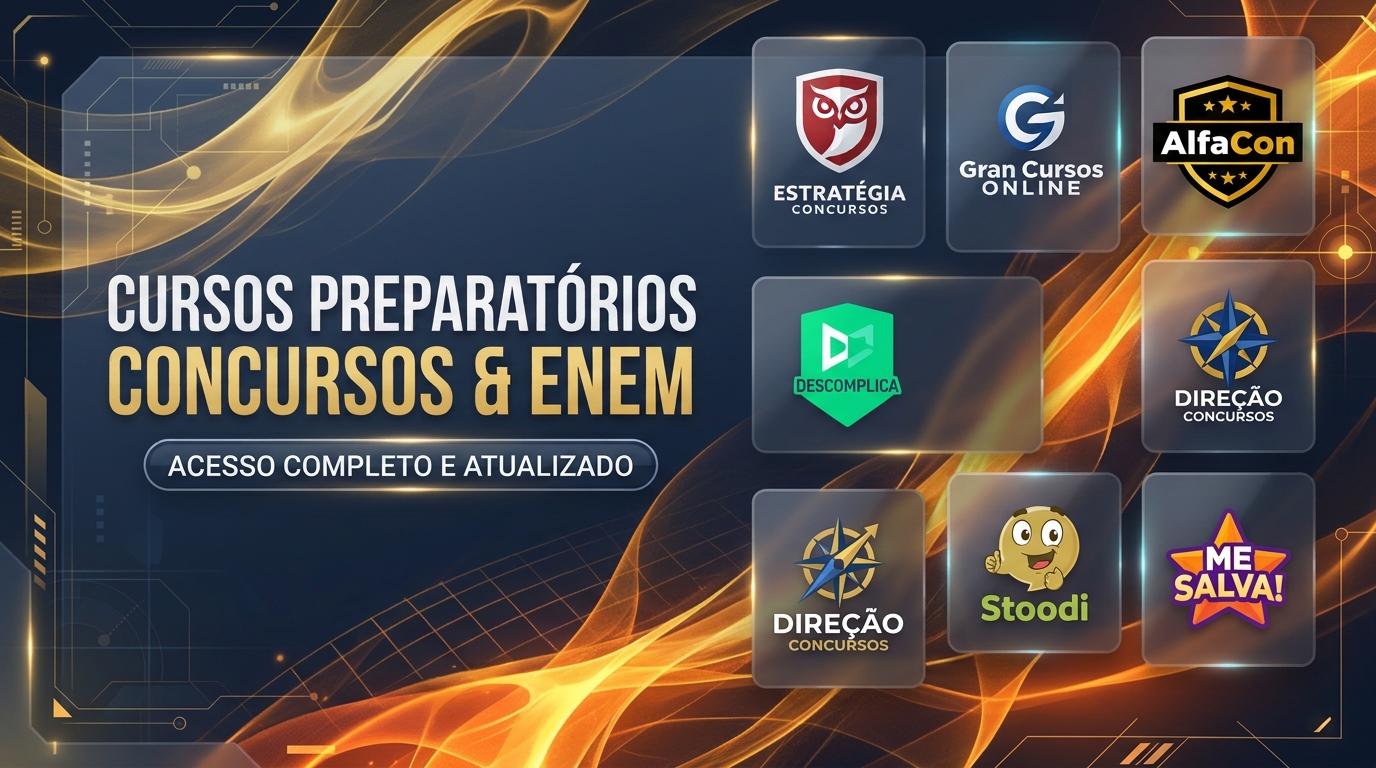 CURSOS PREPARATÓRIOS
CONCURSOS & ENEM
ACESSO COMPLETO E ATUALIZADO
ESTRATÉGIA
CONCURSOS
Gran Cursos
ONLINE
AlfaCon
DESCOMPLICA
DIREÇÃO
CONCURSOS
DIREÇÃO
CONCURSOS
Stoodi
ME
SALVA!